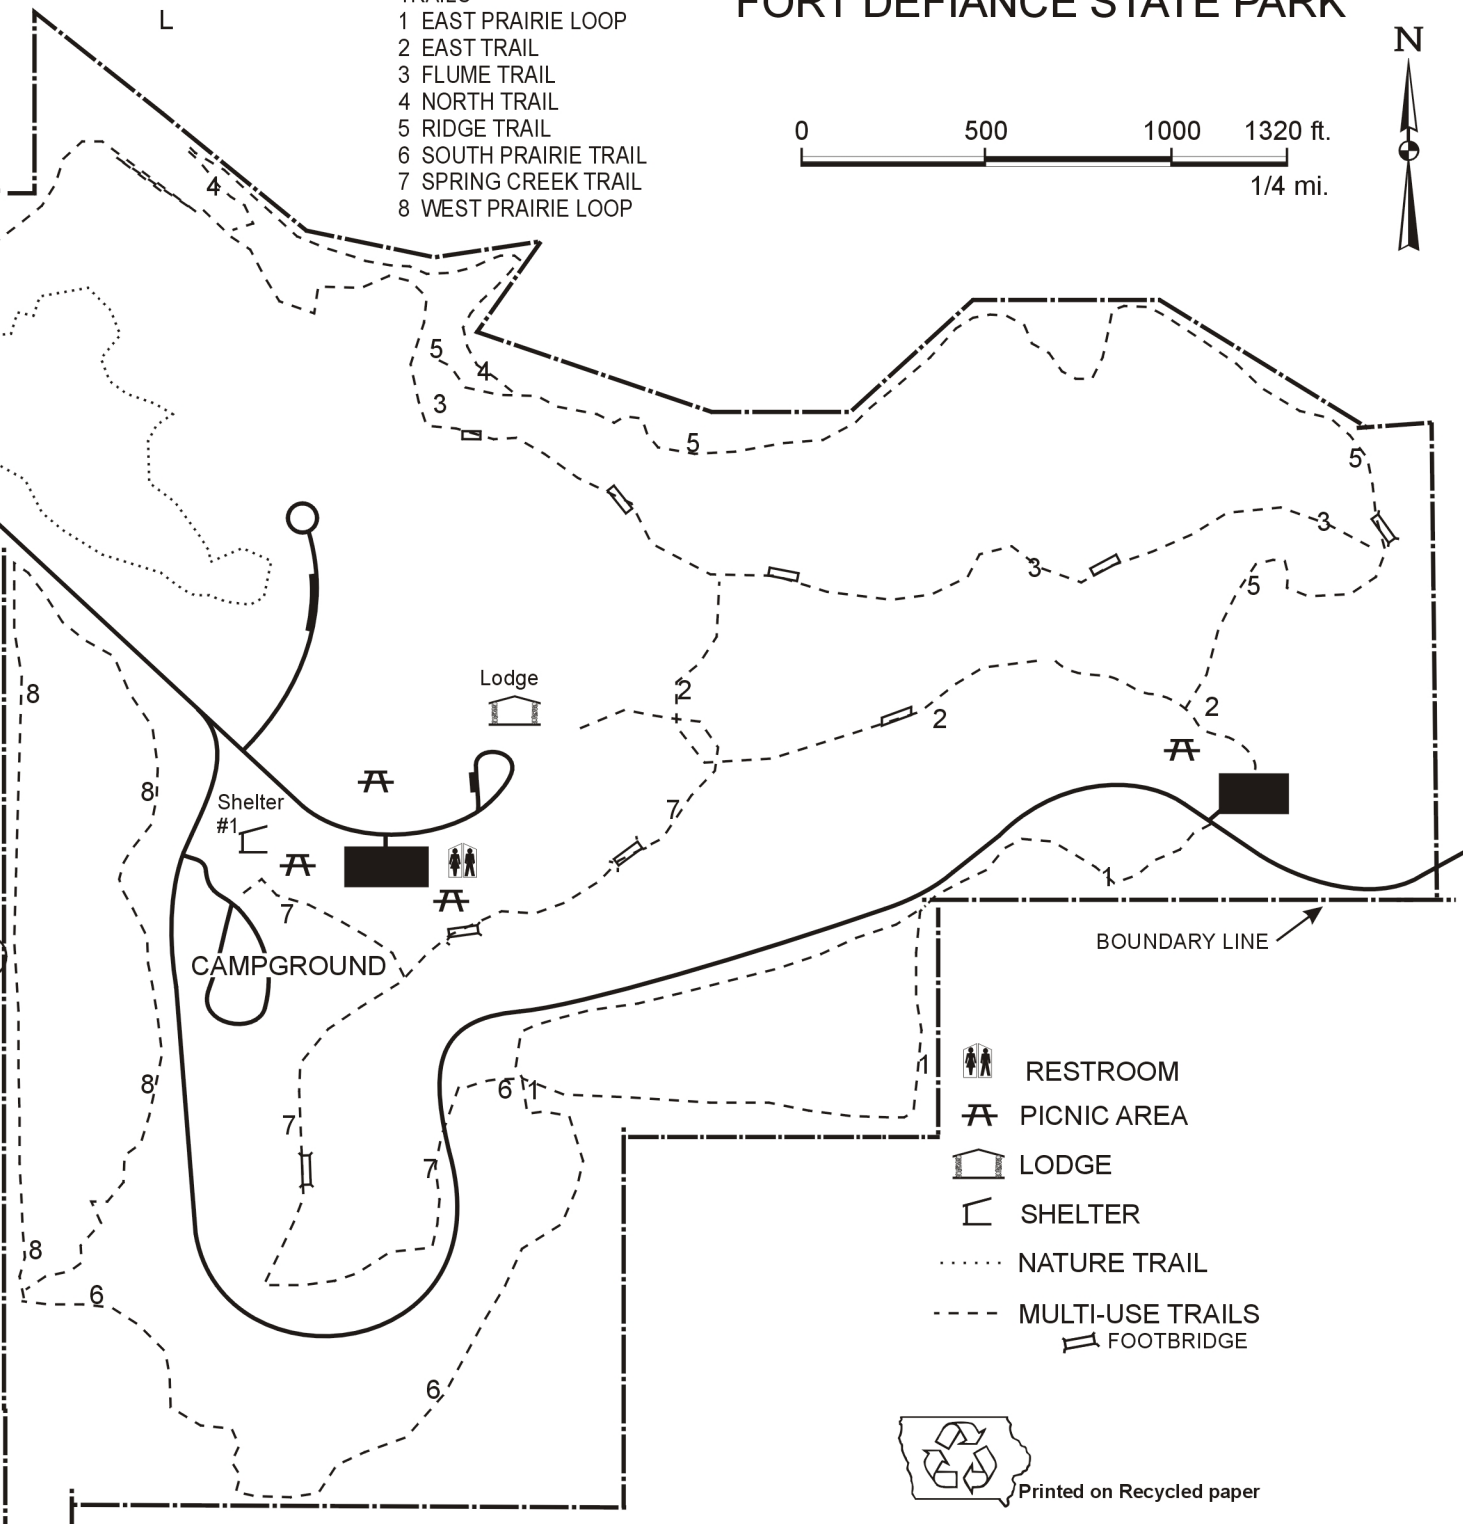 FORT DEFIANCE STATE PARK
L
TRAILS
1 EAST PRAIRIE LOOP
2 EAST TRAIL
3 FLUME TRAIL
4 NORTH TRAIL
5 RIDGE TRAIL
6 SOUTH PRAIRIE TRAIL
7 SPRING CREEK TRAIL
8 WEST PRAIRIE LOOP
N
0 500 1000 1320 ft.
1/4 mi.
4
5
4
3
5
5
3
3
5
Lodge
2
8
2
2
8
Shelter
#1
7
1
7
CAMPGROUND
BOUNDARY LINE
1
8
6 1
7
7
8
6
6
RESTROOM
PICNIC AREA
LODGE
SHELTER
NATURE TRAIL
MULTI-USE TRAILS
FOOTBRIDGE
Printed on Recycled paper